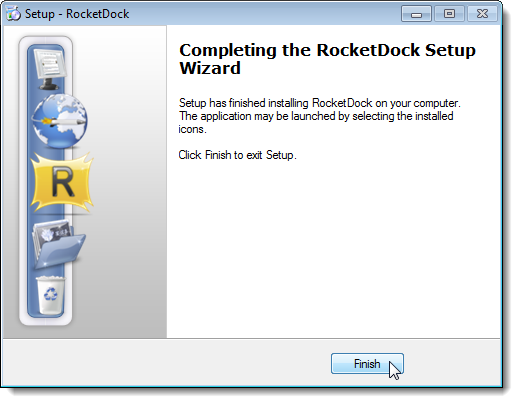 Setup - RocketDock
Completing the RocketDock Setup
Wizard
Setup has finished installing RocketDock on your computer.
The application may be launched by selecting the installed
icons.
Click Finish to exit Setup.
R
Finish